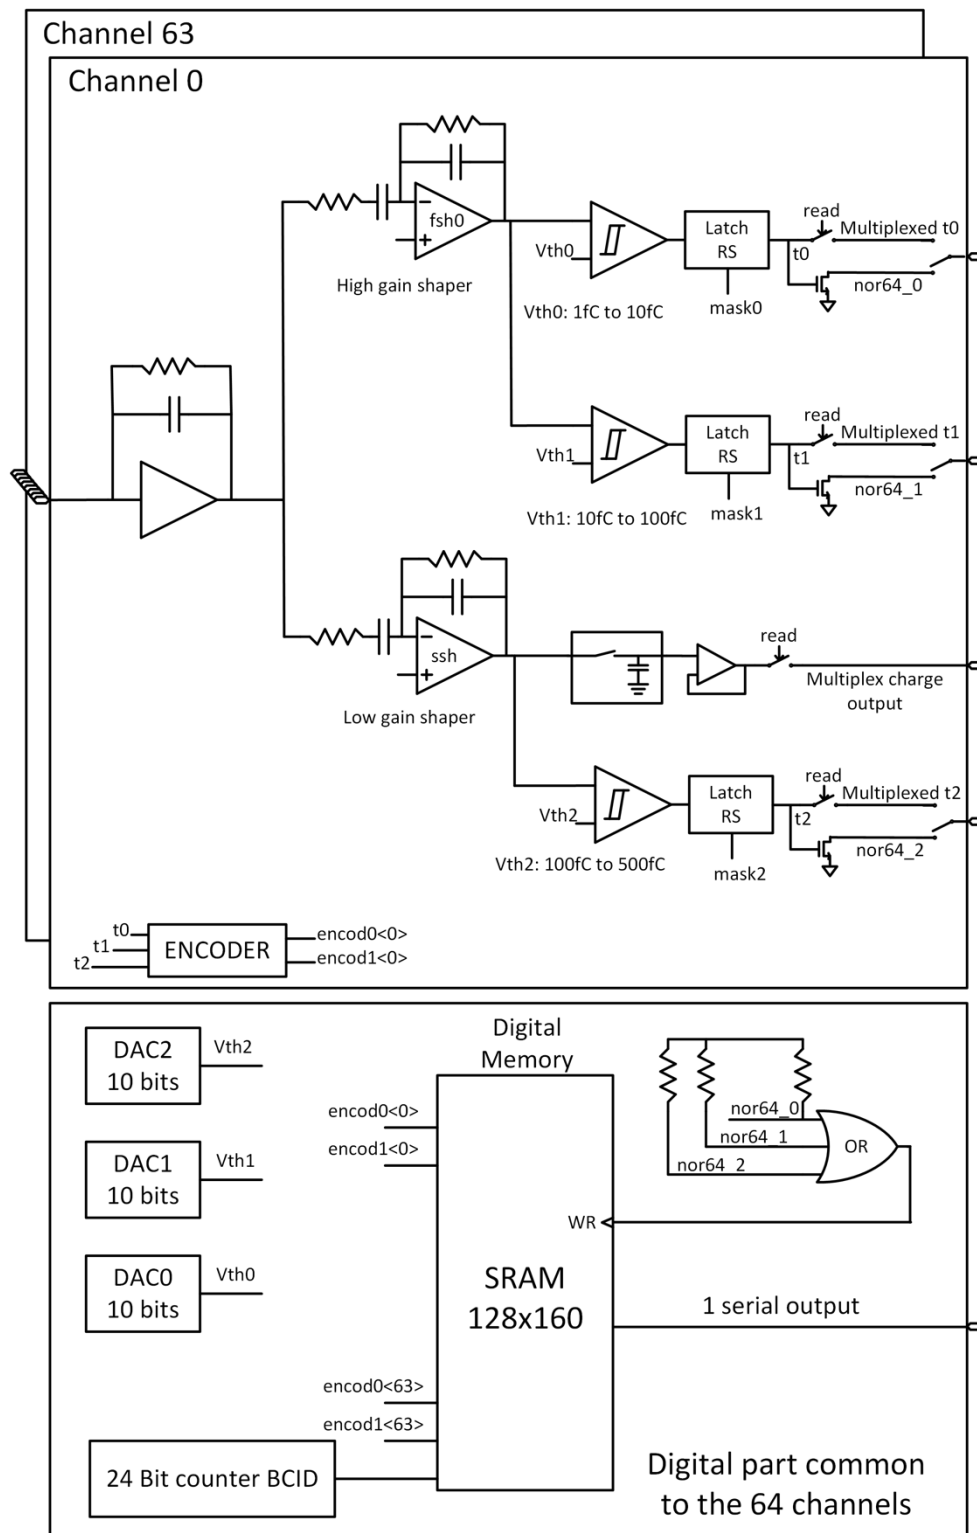 Channel 63
Channel 0
fsh0
High gain shaper
Vth0
Vth0: 1fC to 10fC
Latch
RS
mask0
read
t0
Multiplexed t0
nor64_0
Vth1
Vth1: 10fC to 100fC
Latch
RS
mask1
read
t1
Multiplexed t1
nor64_1
ssh
Low gain shaper
read
Multiplex charge
output
Vth2
Vth2: 100fC to 500fC
Latch
RS
mask2
read
t2
Multiplexed t2
nor64_2
t0
t1
t2
ENCODER
encod0<0>
encod1<0>
DAC2
10 bits
Vth2
DAC1
10 bits
Vth1
DAC0
10 bits
Vth0
Digital
Memory
encod0<0>
encod1<0>
WR
SRAM
128x160
encod0<63>
encod1<63>
24 Bit counter BCID
nor64_0
nor64_1
nor64_2
OR
1 serial output
Digital part common
to the 64 channels